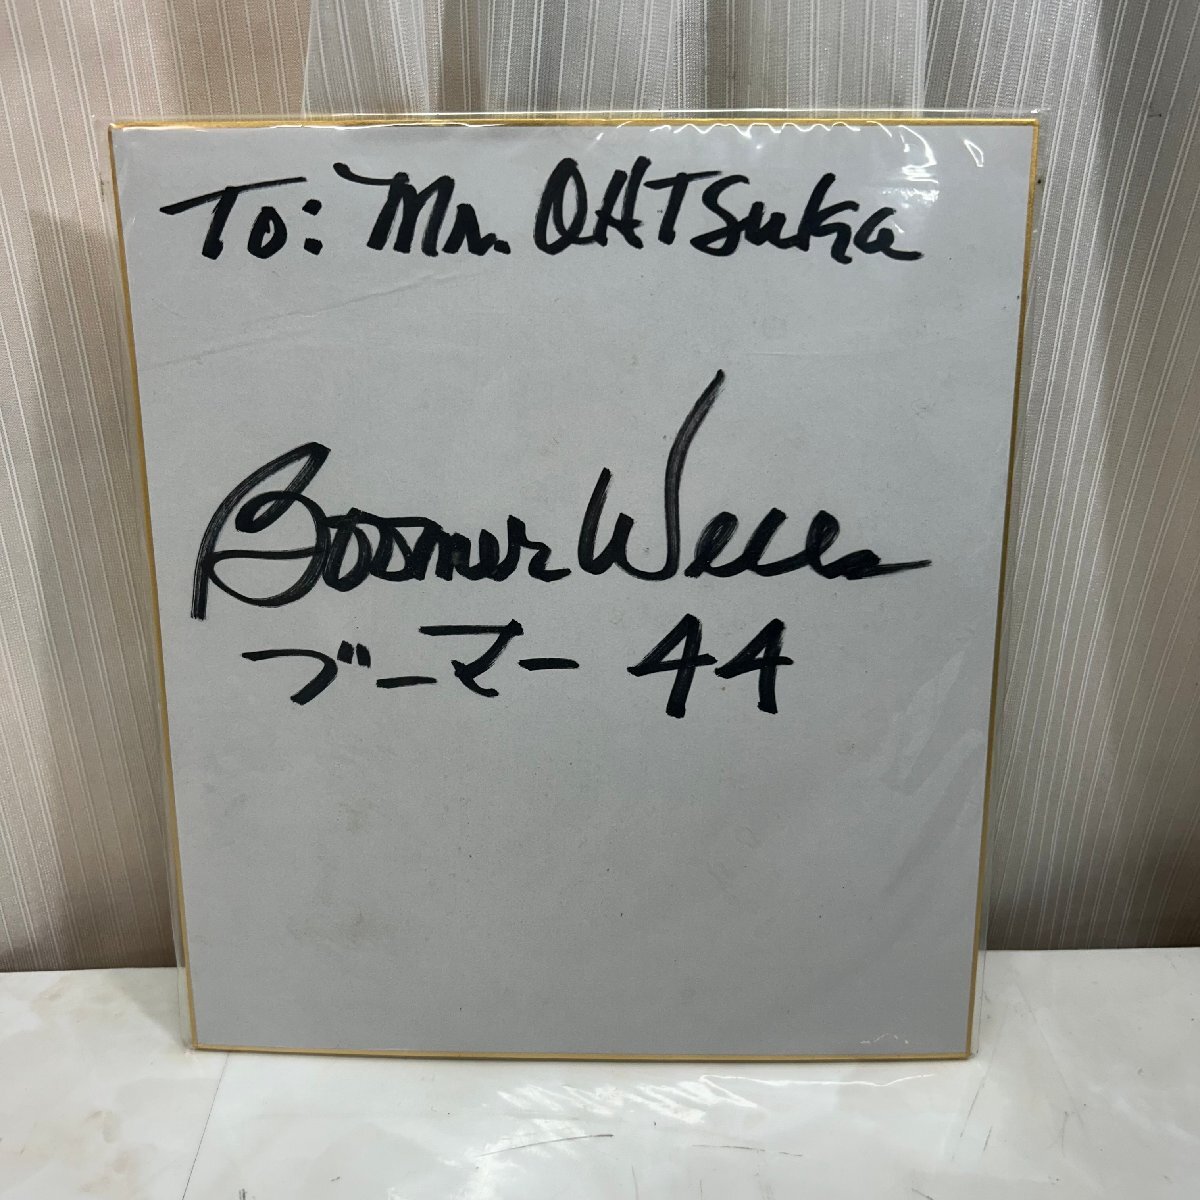 To: Mr. OHTSuka
Boomer Wells
ブーマー 44